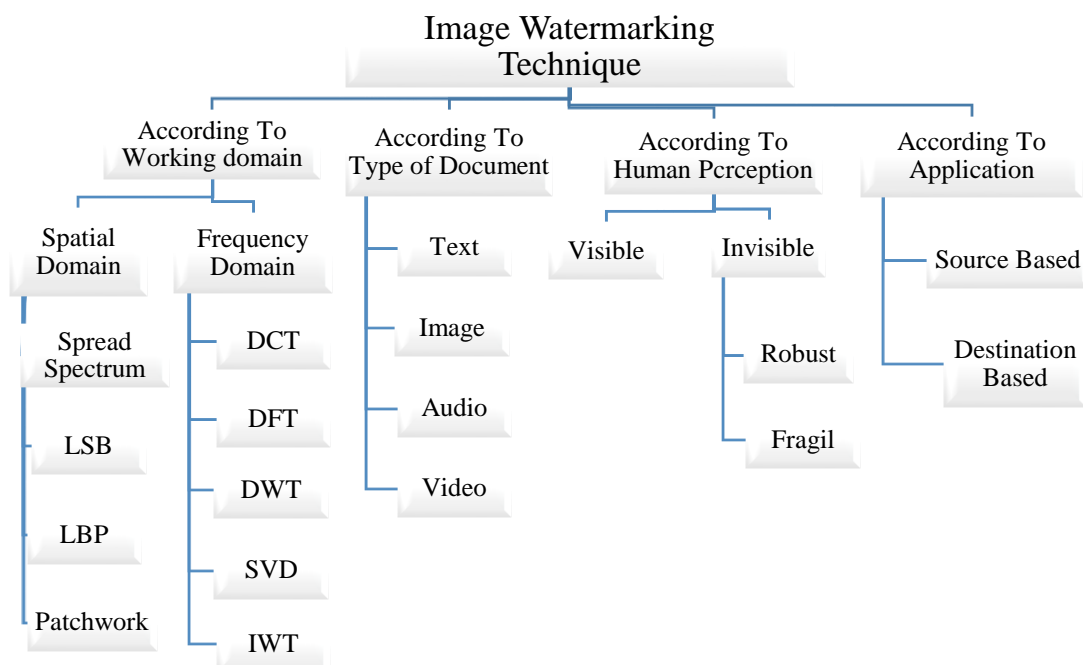 Image Watermarking
Technique
According To
Working domain
Spatial
Domain
Spread
Spectrum
LSB
LBP
Patchwork
Frequency
Domain
DCT
DFT
DWT
SVD
IWT
According To
Type of Document
Text
Image
Audio
Video
According To
Human Pcrception
Visible
Invisible
Robust
Fragil
According To
Application
Source Based
Destination
Based